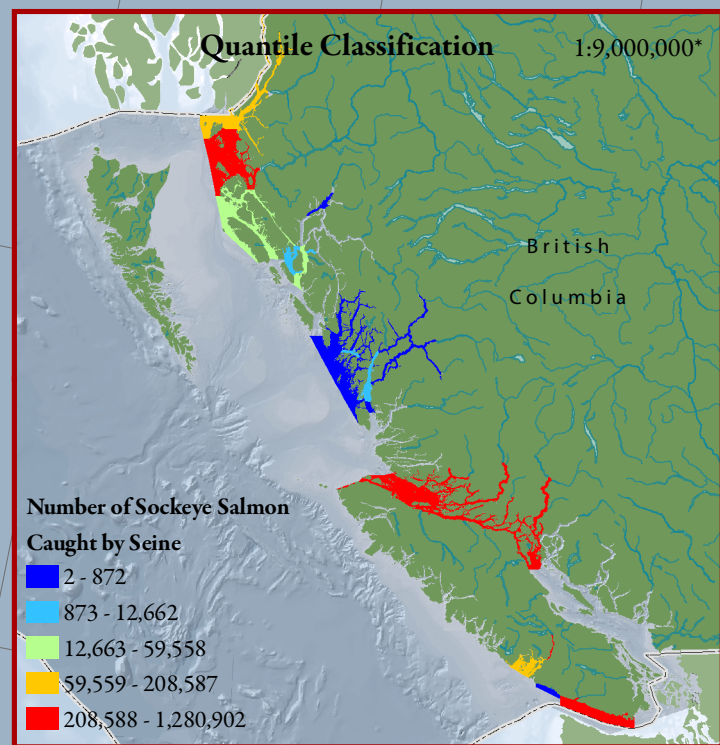 Quantile Classification
1:9,000,000*
British
Columbia
Number of Sockeye Salmon
Caught by Seine
2 - 872
873 - 12,662
12,663 - 59,558
59,559 - 208,587
208,588 - 1,280,902